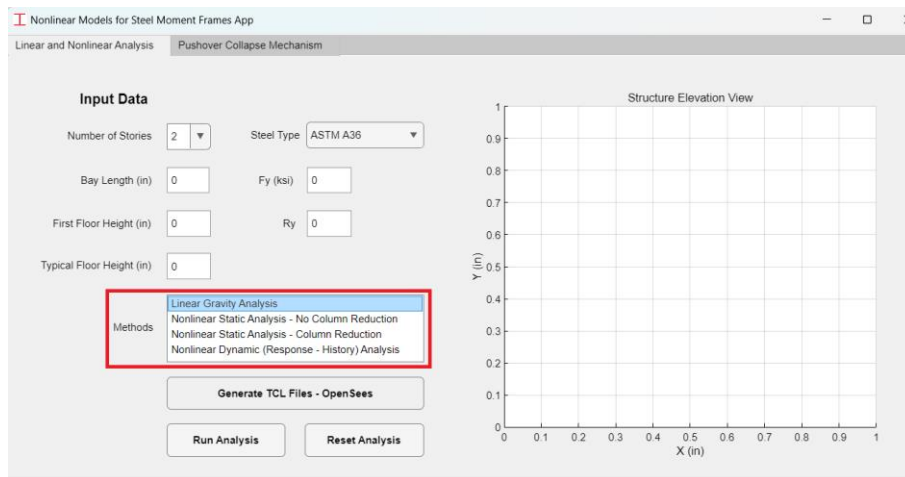 Nonlinear Models for Steel Moment Frames App
Linear and Nonlinear Analysis
Pushover Collapse Mechanism
Input Data
Number of Stories 2
Steel Type ASTM A36
Bay Length (in) 0
Fy (ksi) 0
First Floor Height (in) 0
Ry 0
Typical Floor Height (in) 0
Methods
Linear Gravity Analysis
Nonlinear Static Analysis - No Column Reduction
Nonlinear Static Analysis - Column Reduction
Nonlinear Dynamic (Response - History) Analysis
Generate TCL Files - OpenSees
Run Analysis
Reset Analysis
Structure Elevation View
1
0.9
0.8
0.7
0.6
0.5
0.4
0.3
0.2
0.1
0
Y (in)
0 0.1 0.2 0.3 0.4 0.5 0.6 0.7 0.8 0.9 1
X (in)